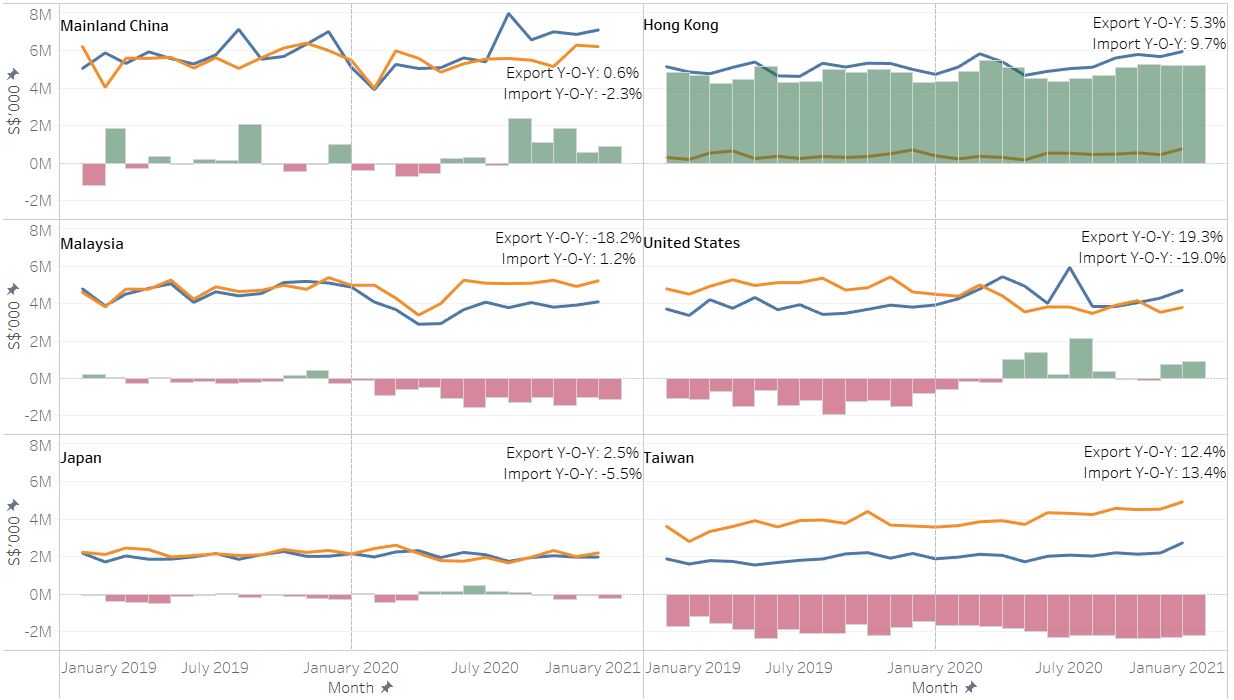 Mainland China
Export Y-O-Y: 0.6%
Import Y-O-Y: -2.3%
8M
6M
4M
2M
0M
-2M
S$'000
Hong Kong
Export Y-O-Y: 5.3%
Import Y-O-Y: 9.7%
Malaysia
Export Y-O-Y: -18.2%
Import Y-O-Y: 1.2%
8M
6M
4M
2M
0M
-2M
S$'000
United States
Export Y-O-Y: 19.3%
Import Y-O-Y: -19.0%
Japan
Export Y-O-Y: 2.5%
Import Y-O-Y: -5.5%
8M
6M
4M
2M
0M
-2M
S$'000
Taiwan
Export Y-O-Y: 12.4%
Import Y-O-Y: 13.4%
January 2019 July 2019 January 2020 July 2020 January 2021
Month
January 2019 July 2019 January 2020 July 2020 January 2021
Month